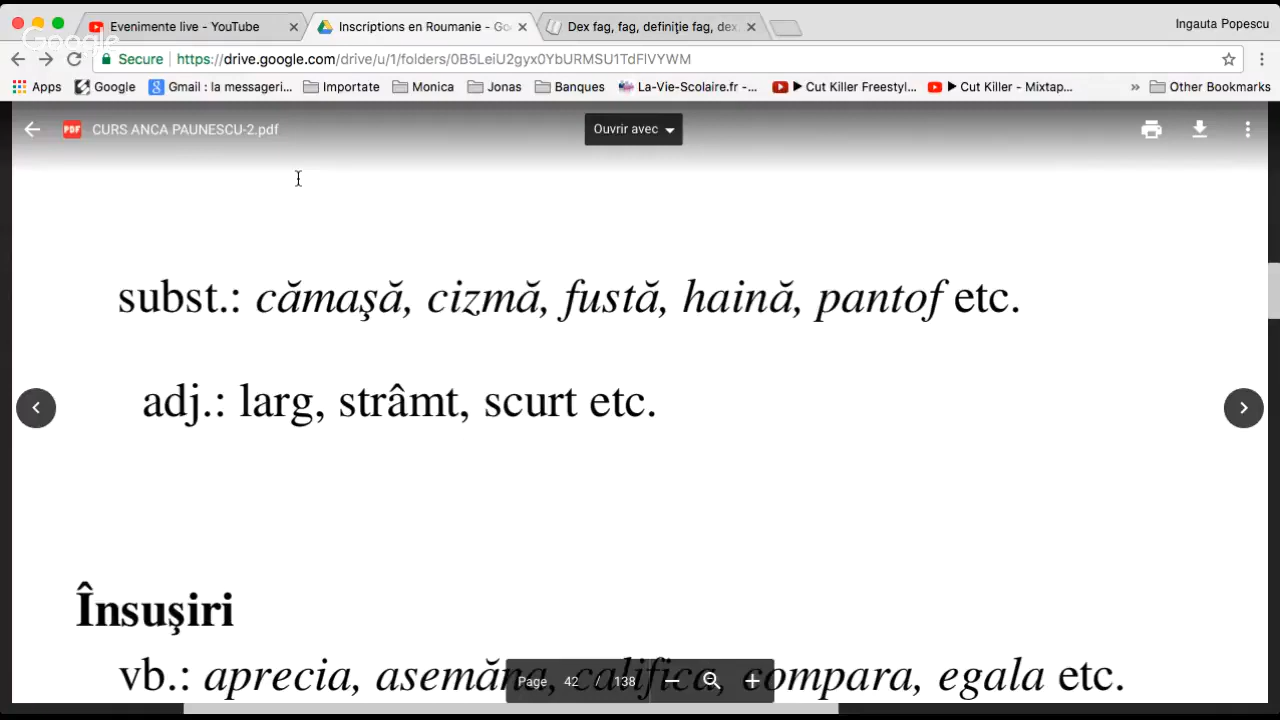 Evenimente live - YouTube
Inscriptions en Roumanie - Go
Dex fag, fag, definiţie fag, dex
Ingauta Popescu
Google
Secure
https://drive.google.com/drive/u/1/folders/0B5LeiU2gyx0YbURMSU1TdFlVYWM
Apps
Google
Gmail : la messageri...
Importate
Monica
Jonas
Banques
La-Vie-Scolaire.fr -...
▶ Cut Killer Freestyl...
▶ Cut Killer - Mixtap...
»
Other Bookmarks
PDF
CURS ANCA PAUNESCU-2.pdf
Ouvrir avec
subst.: cămaşă, cizmă, fustă, haină, pantof etc.
adj.: larg, strâmt, scurt etc.
Însuşiri
vb.: aprecia, asemăna, califica, compara, egala etc.
Page 42 / 138